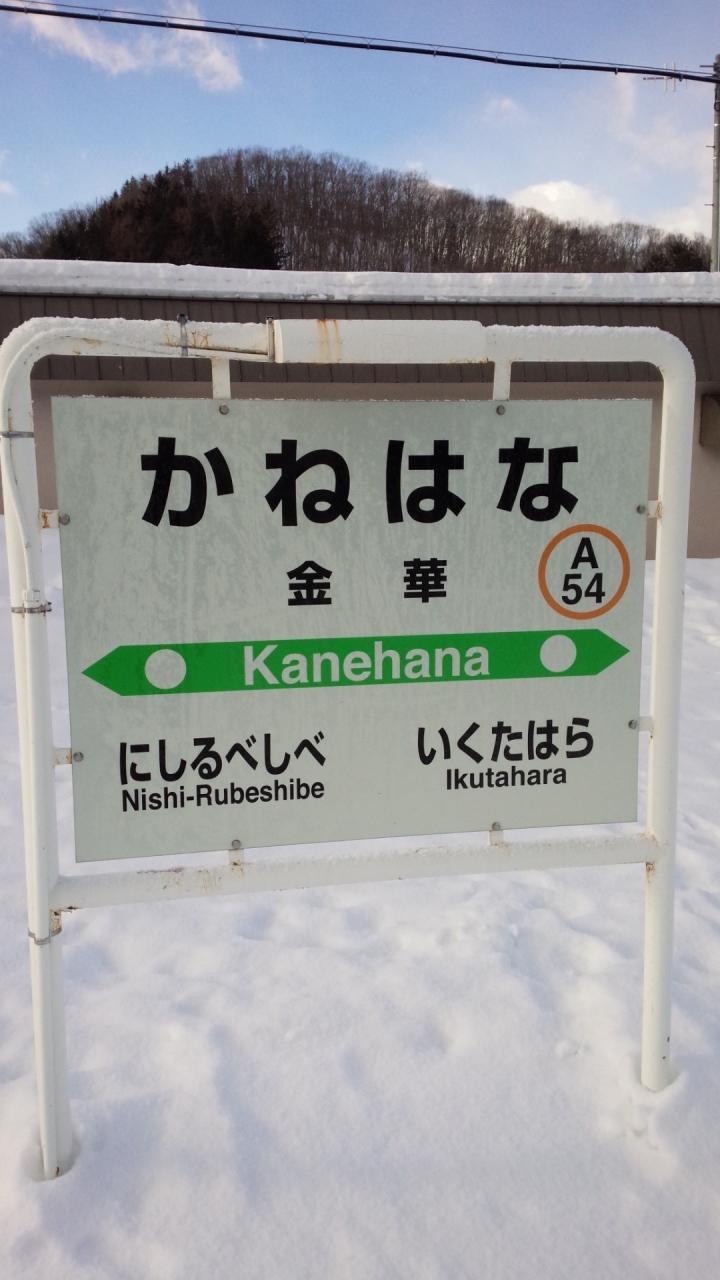 かねはな
金華
A
54
Kanehana
にしるべしべ
Nishi-Rubeshibe
いくたはら
Ikutahara